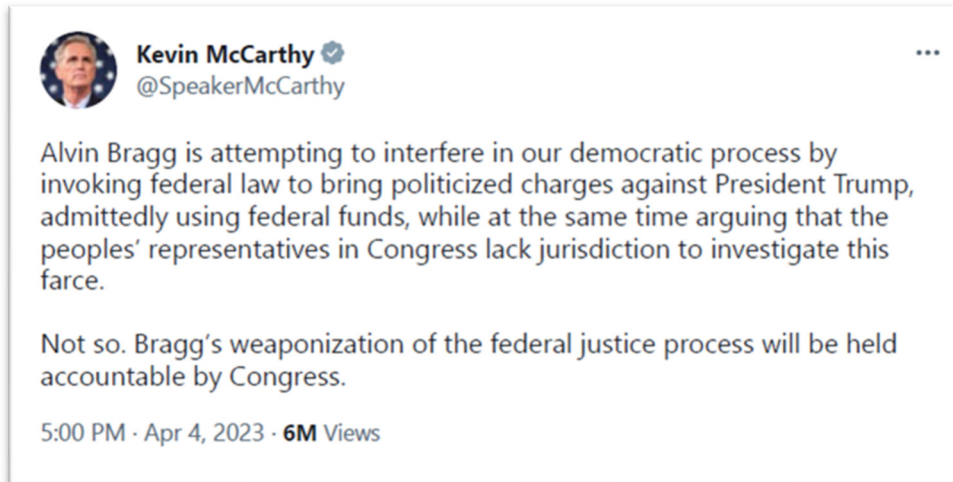 Kevin McCarthy
@SpeakerMcCarthy
Alvin Bragg is attempting to interfere in our democratic process by
invoking federal law to bring politicized charges against President Trump,
admittedly using federal funds, while at the same time arguing that the
peoples’ representatives in Congress lack jurisdiction to investigate this
farce.
Not so. Bragg’s weaponization of the federal justice process will be held
accountable by Congress.
5:00 PM · Apr 4, 2023 · 6M Views